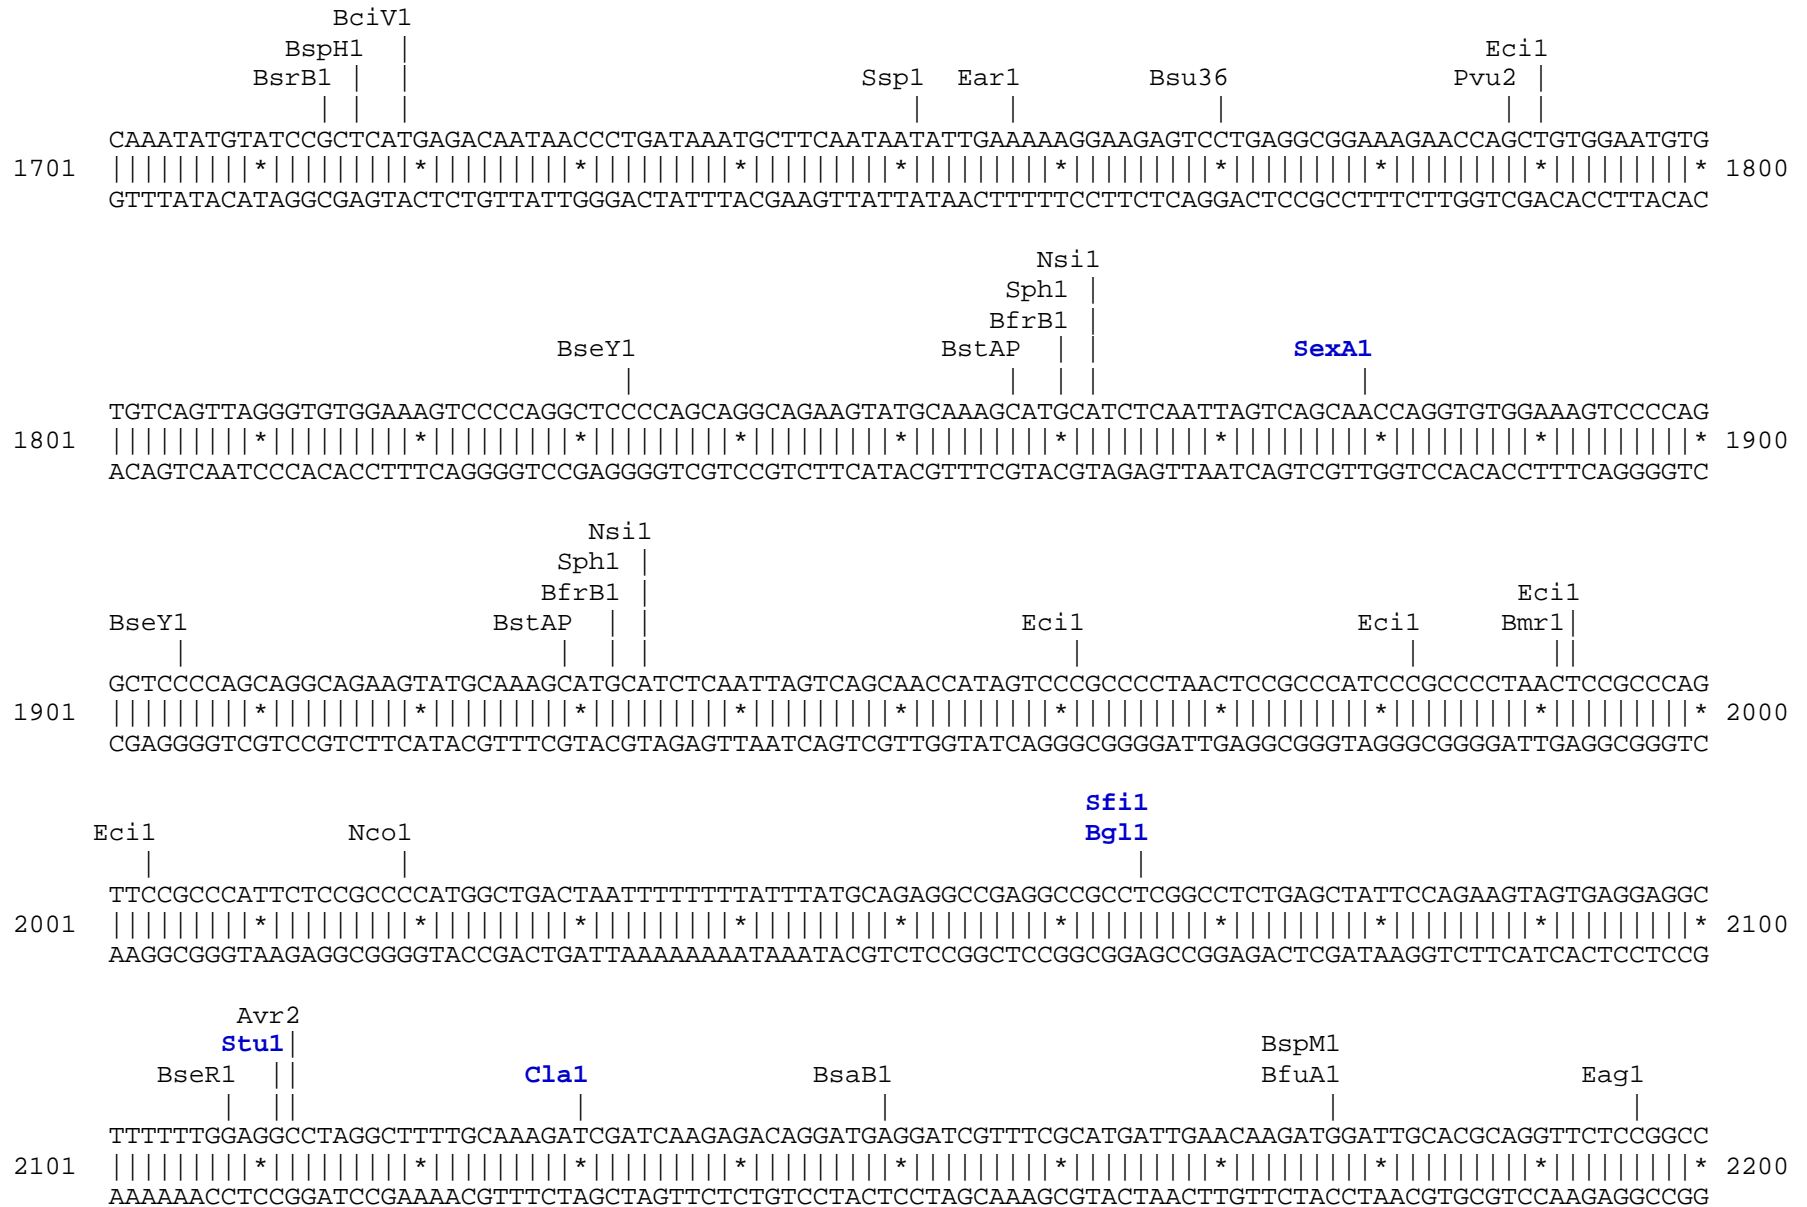 BciV1
BspH1 | Eci1
BsrB1 | | Ssp1 Ear1 Bsu36 Pvu2 |
| | | | | | | |
CAAATATGTATCCGCTCATGAGACAATAACCCTGATAAATGCTTCAATAATATTGAAAAAGGAAGAGTCCTGAGGCGGAAAGAACCAGCTGTGGAATGTG
1701 |||||||||*|||||||||*|||||||||*|||||||||*|||||||||*|||||||||*|||||||||*|||||||||*|||||||||*|||||||||* 1800
GTTTATACATAGGCGAGTACTCTGTTATTGGGACTATTTACGAAGTTATTATAACTTTTTCCTTCTCAGGACTCCGCCTTTCTTGGTCGACACCTTACAC
Nsi1
Sph1 |
BfrB1 |
BseY1 BstAP | | SexA1
| | | | |
TGTCAGTTAGGGTGTGGAAAGTCCCCAGGCTCCCCAGCAGGCAGAAGTATGCAAAGCATGCATCTCAATTAGTCAGCAACCAGGTGTGGAAAGTCCCCAG
1801 |||||||||*|||||||||*|||||||||*|||||||||*|||||||||*|||||||||*|||||||||*|||||||||*|||||||||*|||||||||* 1900
ACAGTCAATCCCACACCTTTCAGGGGTCCGAGGGGTCGTCCGTCTTCATACGTTTCGTACGTAGAGTTAATCAGTCGTTGGTCCACACCTTTCAGGGGTC
Nsi1
Sph1 |
BfrB1 | Eci1
BseY1 BstAP | | Eci1 Eci1 Bmr1|
| | | | | | ||
GCTCCCCAGCAGGCAGAAGTATGCAAAGCATGCATCTCAATTAGTCAGCAACCATAGTCCCGCCCCTAACTCCGCCCATCCCGCCCCTAACTCCGCCCAG
1901 |||||||||*|||||||||*|||||||||*|||||||||*|||||||||*|||||||||*|||||||||*|||||||||*|||||||||*|||||||||* 2000
CGAGGGGTCGTCCGTCTTCATACGTTTCGTACGTAGAGTTAATCAGTCGTTGGTATCAGGGCGGGGATTGAGGCGGGTAGGGCGGGGATTGAGGCGGGTC
Sfi1
Eci1 Nco1 Bgl1
| | |
TTCCGCCCATTCTCCGCCCCATGGCTGACTAATTTTTTTTATTTATGCAGAGGCCGAGGCCGCCTCGGCCTCTGAGCTATTCCAGAAGTAGTGAGGAGGC
2001 |||||||||*|||||||||*|||||||||*|||||||||*|||||||||*|||||||||*|||||||||*|||||||||*|||||||||*|||||||||* 2100
AAGGCGGGTAAGAGGCGGGGTACCGACTGATTAAAAAAAATAAATACGTCTCCGGCTCCGGCGGAGCCGGAGACTCGATAAGGTCTTCATCACTCCTCCG
Avr2
Stu1| BspM1
BseR1 || Cla1 BsaB1 BfuA1 Eag1
| || | | | |
TTTTTTGGAGGCCTAGGCTTTTGCAAAGATCGATCAAGAGACAGGATGAGGATCGTTTCGCATGATTGAACAAGATGGATTGCACGCAGGTTCTCCGGCC
2101 |||||||||*|||||||||*|||||||||*|||||||||*|||||||||*|||||||||*|||||||||*|||||||||*|||||||||*|||||||||* 2200
AAAAAACCTCCGGATCCGAAAACGTTTCTAGCTAGTTCTCTGTCCTACTCCTAGCAAAGCGTACTAACTTGTTCTACCTAACGTGCGTCCAAGAGGCCGG